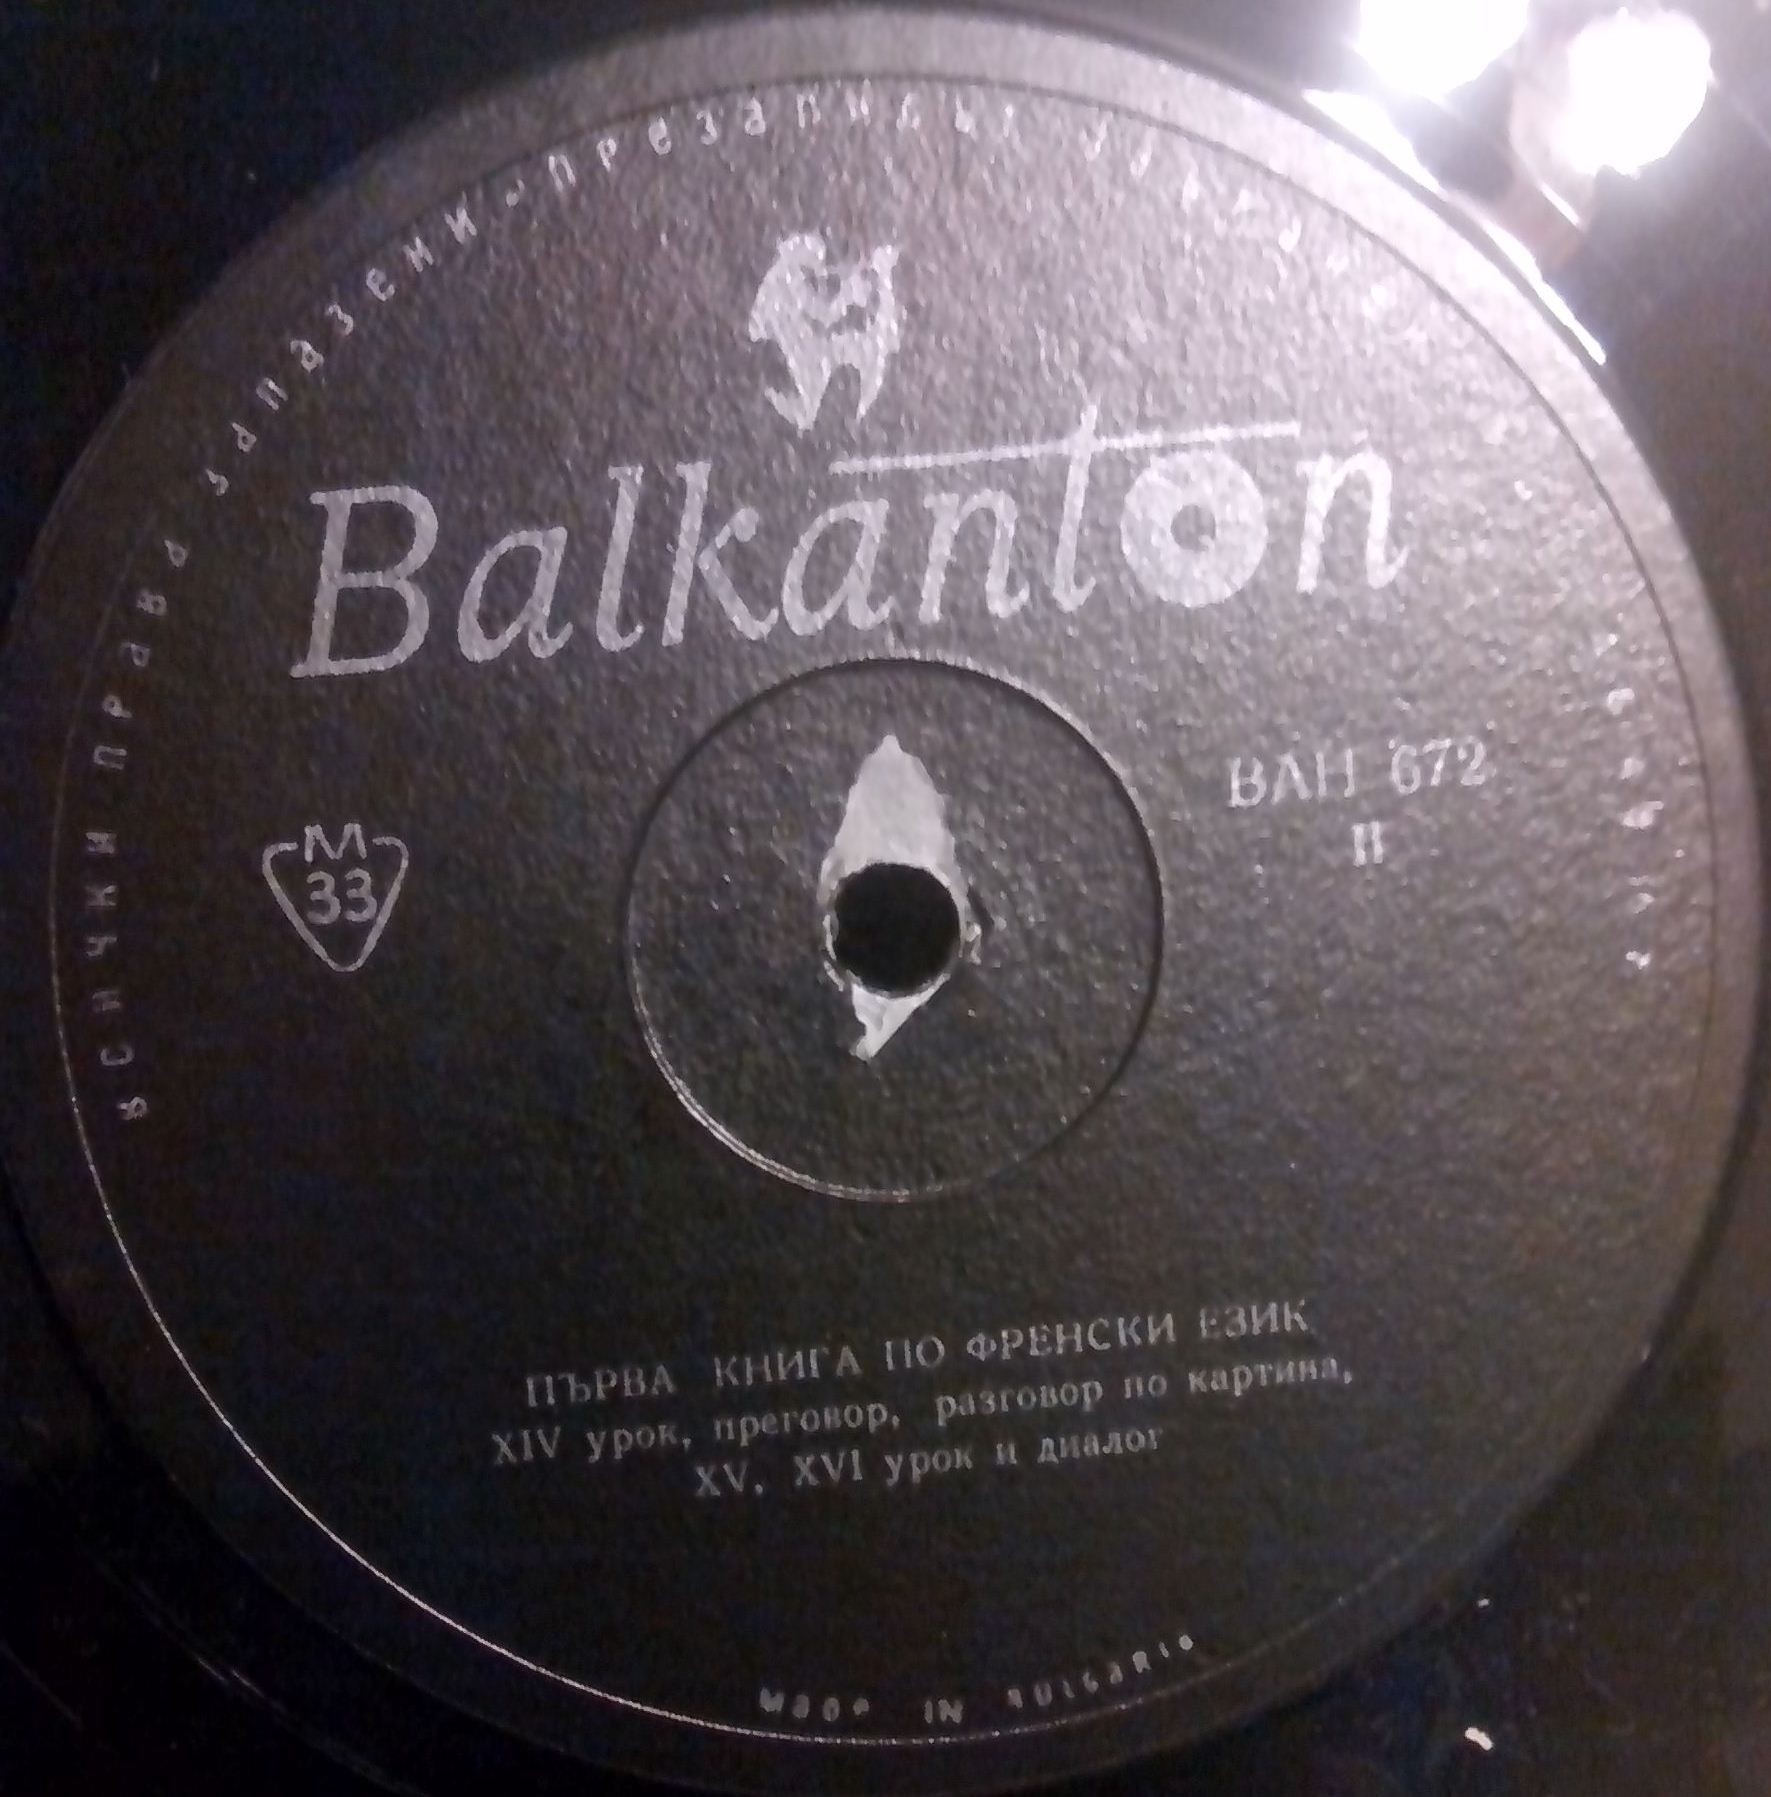 всички права запазени • презаписът
Balkanton
ВАН 672
II
М
33
ПЪРВА КНИГА ПО ФРЕНСКИ ЕЗИК
XIV урок, преговор, разговор по картина,
XV, XVI урок и диалог
MADE IN BULGARIA